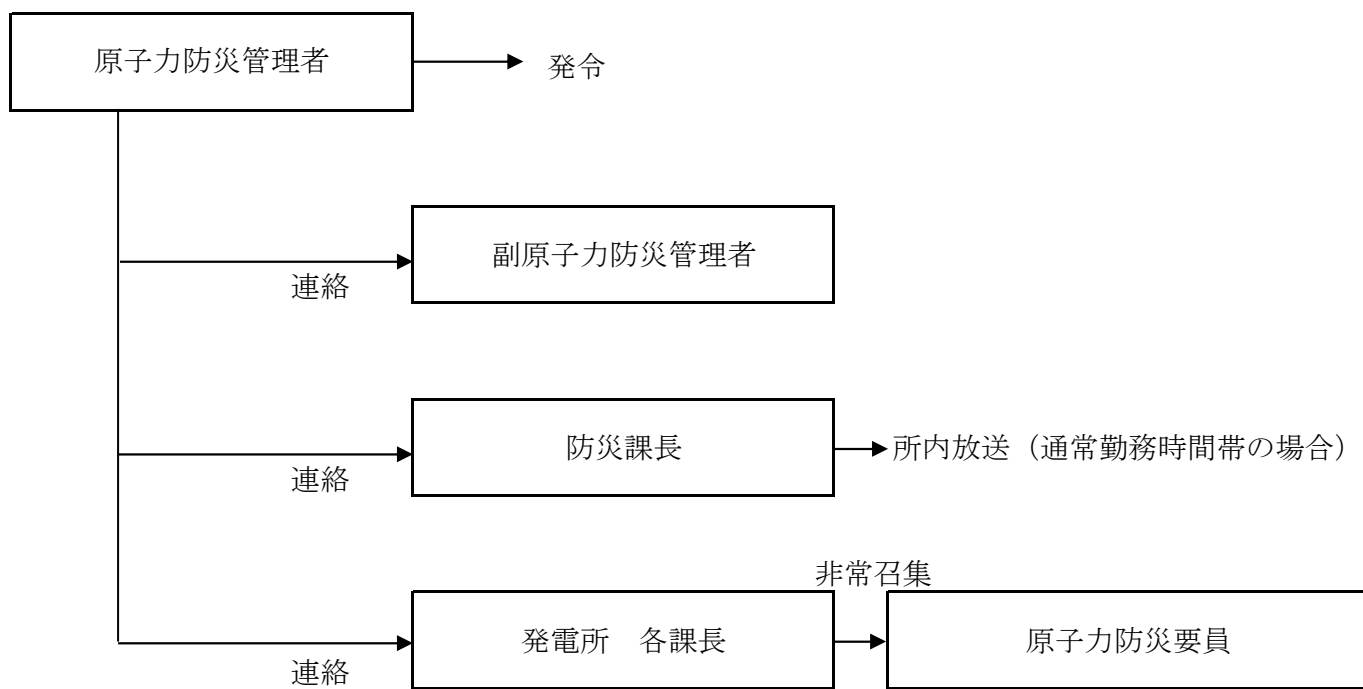 原子力防災管理者
発令
副原子力防災管理者
連絡
防災課長
所内放送（通常勤務時間帯の場合）
連絡
非常召集
発電所　各課長
原子力防災要員
連絡